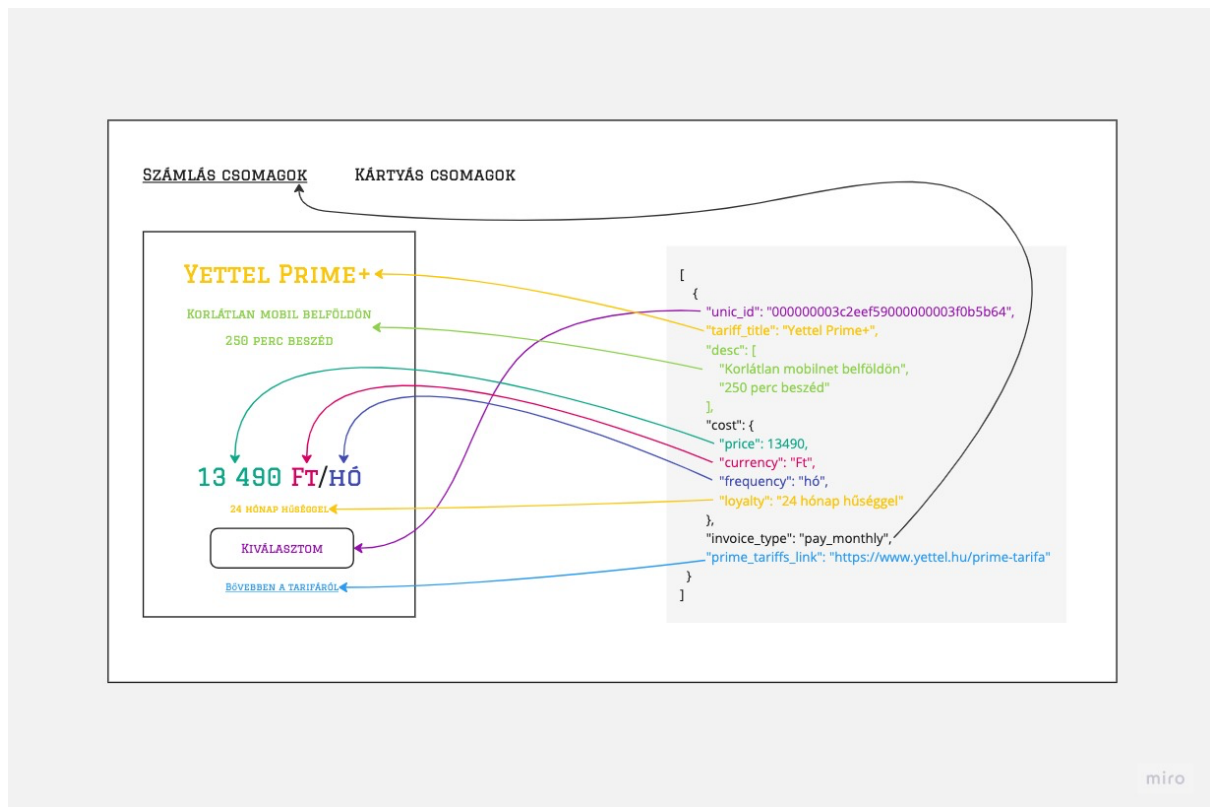 Számlás csomagok
Kártyás csomagok
Yettel Prime+
Korlátlan mobil belföldön
250 perc beszéd
13 490 Ft/hó
24 hónap hűséggel
Kiválasztom
Bővebben a tarifáról
[
{
"unic_id": "000000003c2eef59000000003f0b5b64",
"tariff_title": "Yettel Prime+",
"desc": [
"Korlátlan mobilnet belföldön",
"250 perc beszéd"
],
"cost": {
"price": 13490,
"currency": "Ft",
"frequency": "hó",
"loyalty": "24 hónap hűséggel"
},
"invoice_type": "pay_monthly",
"prime_tariffs_link": "https://www.yettel.hu/prime-tarifa"
}
]
miro